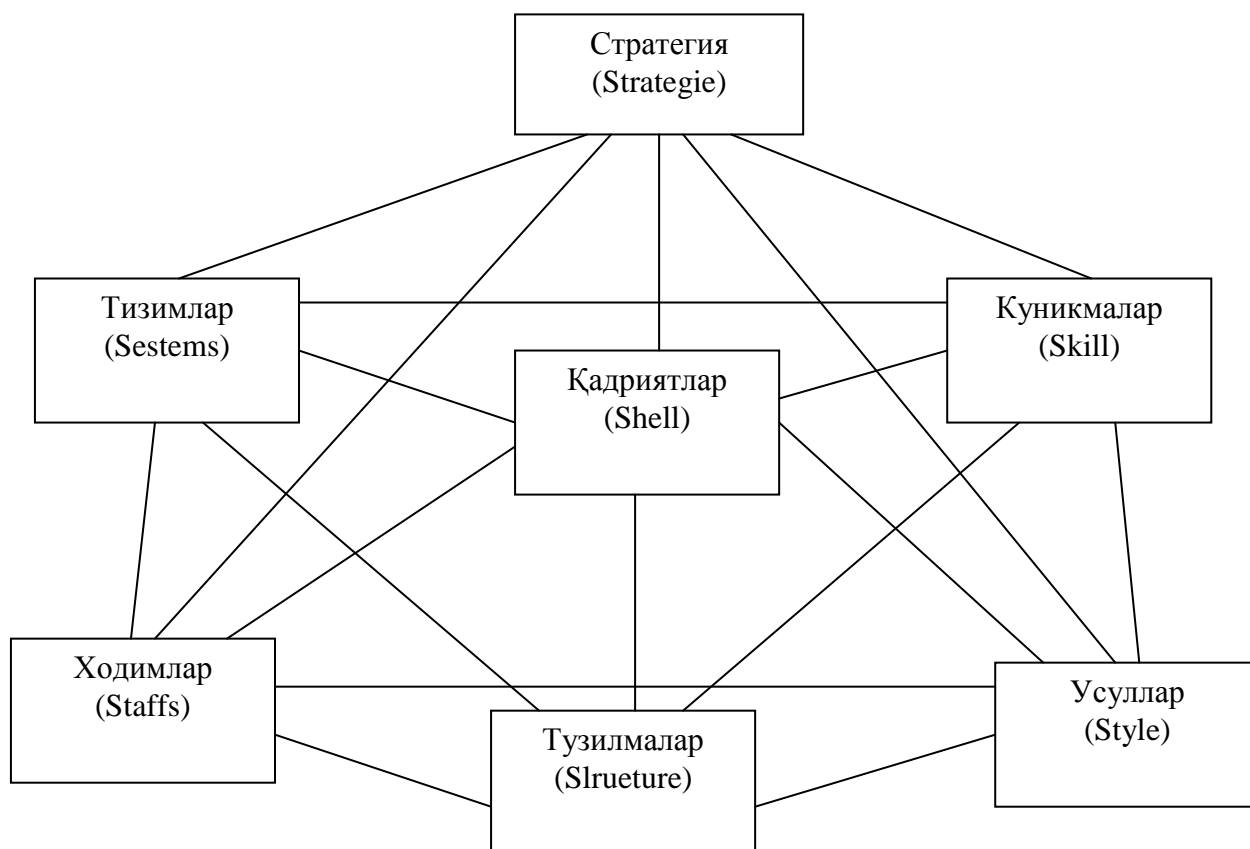 Стратегия
(Strategie)
Тизимлар
(Sestems)
Куникмалар
(Skill)
Қадриятлар
(Shell)
Ходимлар
(Staffs)
Тузилмалар
(Slrueture)
Усуллар
(Style)